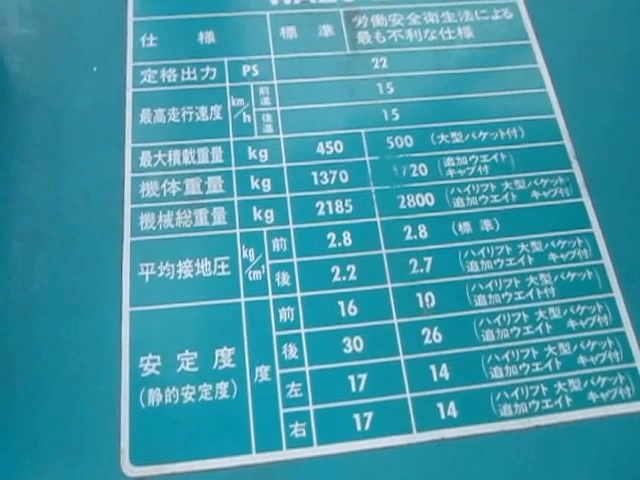 仕様 標準 労働安全衛生法による
最も不利な仕様
定格出力 PS 22
最高走行速度 km/h 前進 15
後進 15
最大積載重量 kg 450 500 (大型バケット付)
機体重量 kg 1370 (追加ウエイト
キャブ付)
機械総重量 kg 2185 2800 (ハイリフト 大型バケット
追加ウエイト キャブ付)
平均接地圧 kg/cm² 前 2.8 2.8 (標準)
後 2.2 2.7 (ハイリフト 大型バケット
追加ウエイト キャブ付)
安定度
(静的安定度) 度 前 16 10 (ハイリフト 大型バケット
追加ウエイト付)
後 30 26 (ハイリフト 大型バケット
追加ウエイト キャブ付)
左 17 14 (ハイリフト 大型バケット
追加ウエイト キャブ付)
右 17 14 (ハイリフト 大型バケット
追加ウエイト キャブ付)